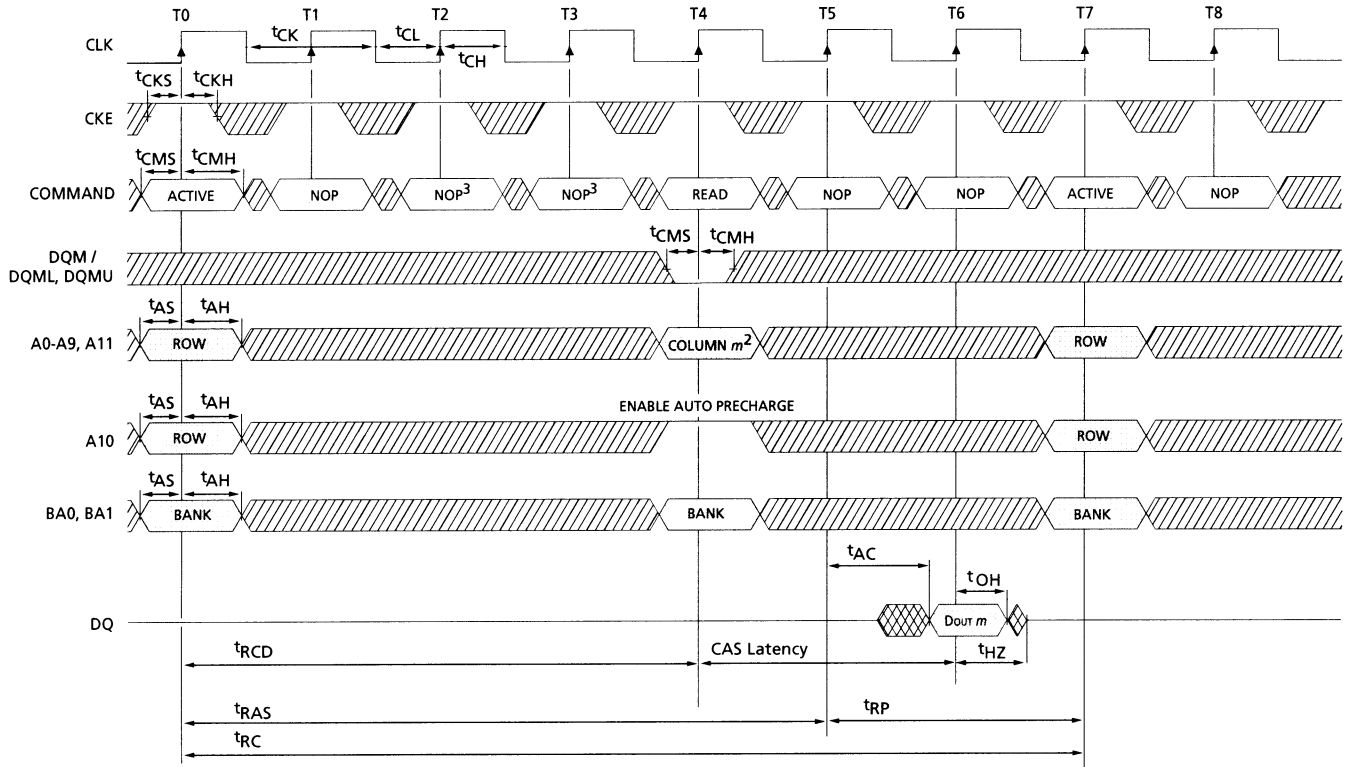 T0 T1 T2 T3 T4 T5 T6 T7 T8
CLK
tCK tCL
tCH
tCKS tCKH
CKE
tCMS tCMH
COMMAND ACTIVE NOP NOP3 NOP3 READ NOP NOP ACTIVE NOP
tCMS tCMH
DQM /
DQML, DQMU
tAS tAH
A0-A9, A11 ROW COLUMN m2 ROW
ENABLE AUTO PRECHARGE
tAS tAH
A10 ROW ROW
tAS tAH
BA0, BA1 BANK BANK BANK
tAC
tOH
DQ DOUT m
tRCD CAS Latency tHZ
tRAS tRP
tRC